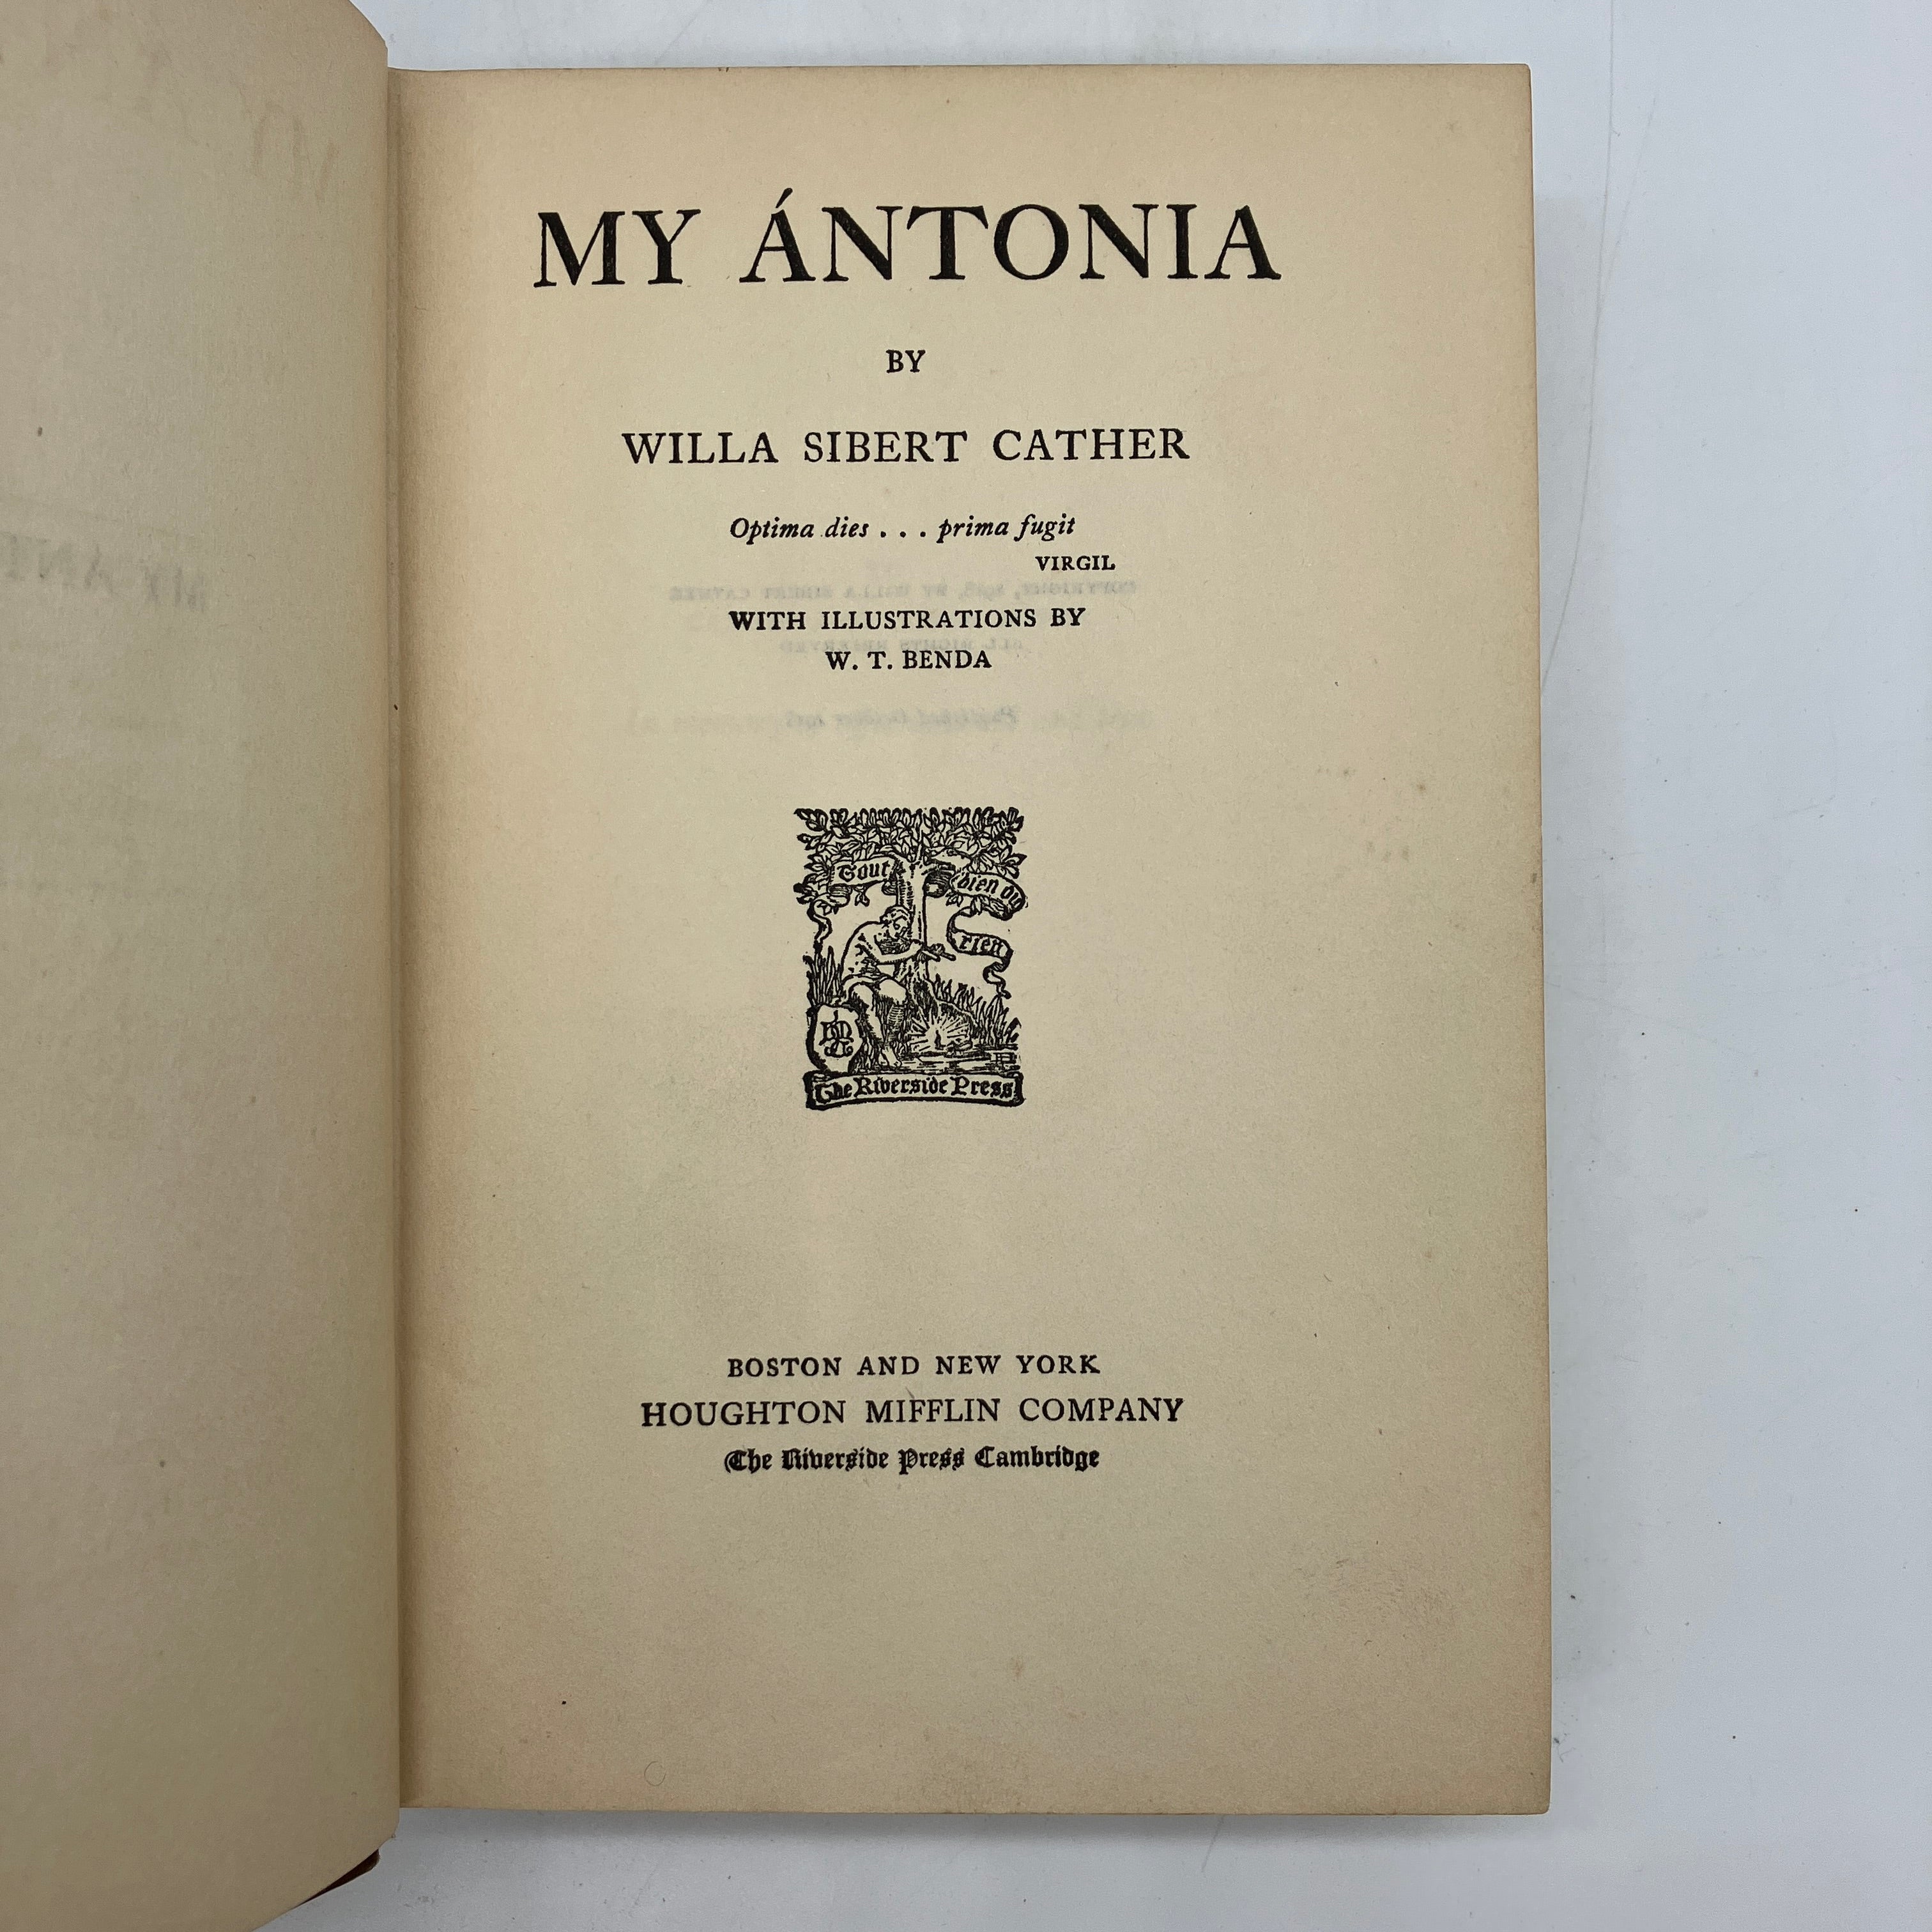 MY ÁNTONIA
BY
WILLA SIBERT CATHER
Optima dies . . . prima fugit
VIRGIL
WITH ILLUSTRATIONS BY
W. T. BENDA
Tout bien ou
rien
The Riverside Press
BOSTON AND NEW YORK
HOUGHTON MIFFLIN COMPANY
The Riverside Press Cambridge